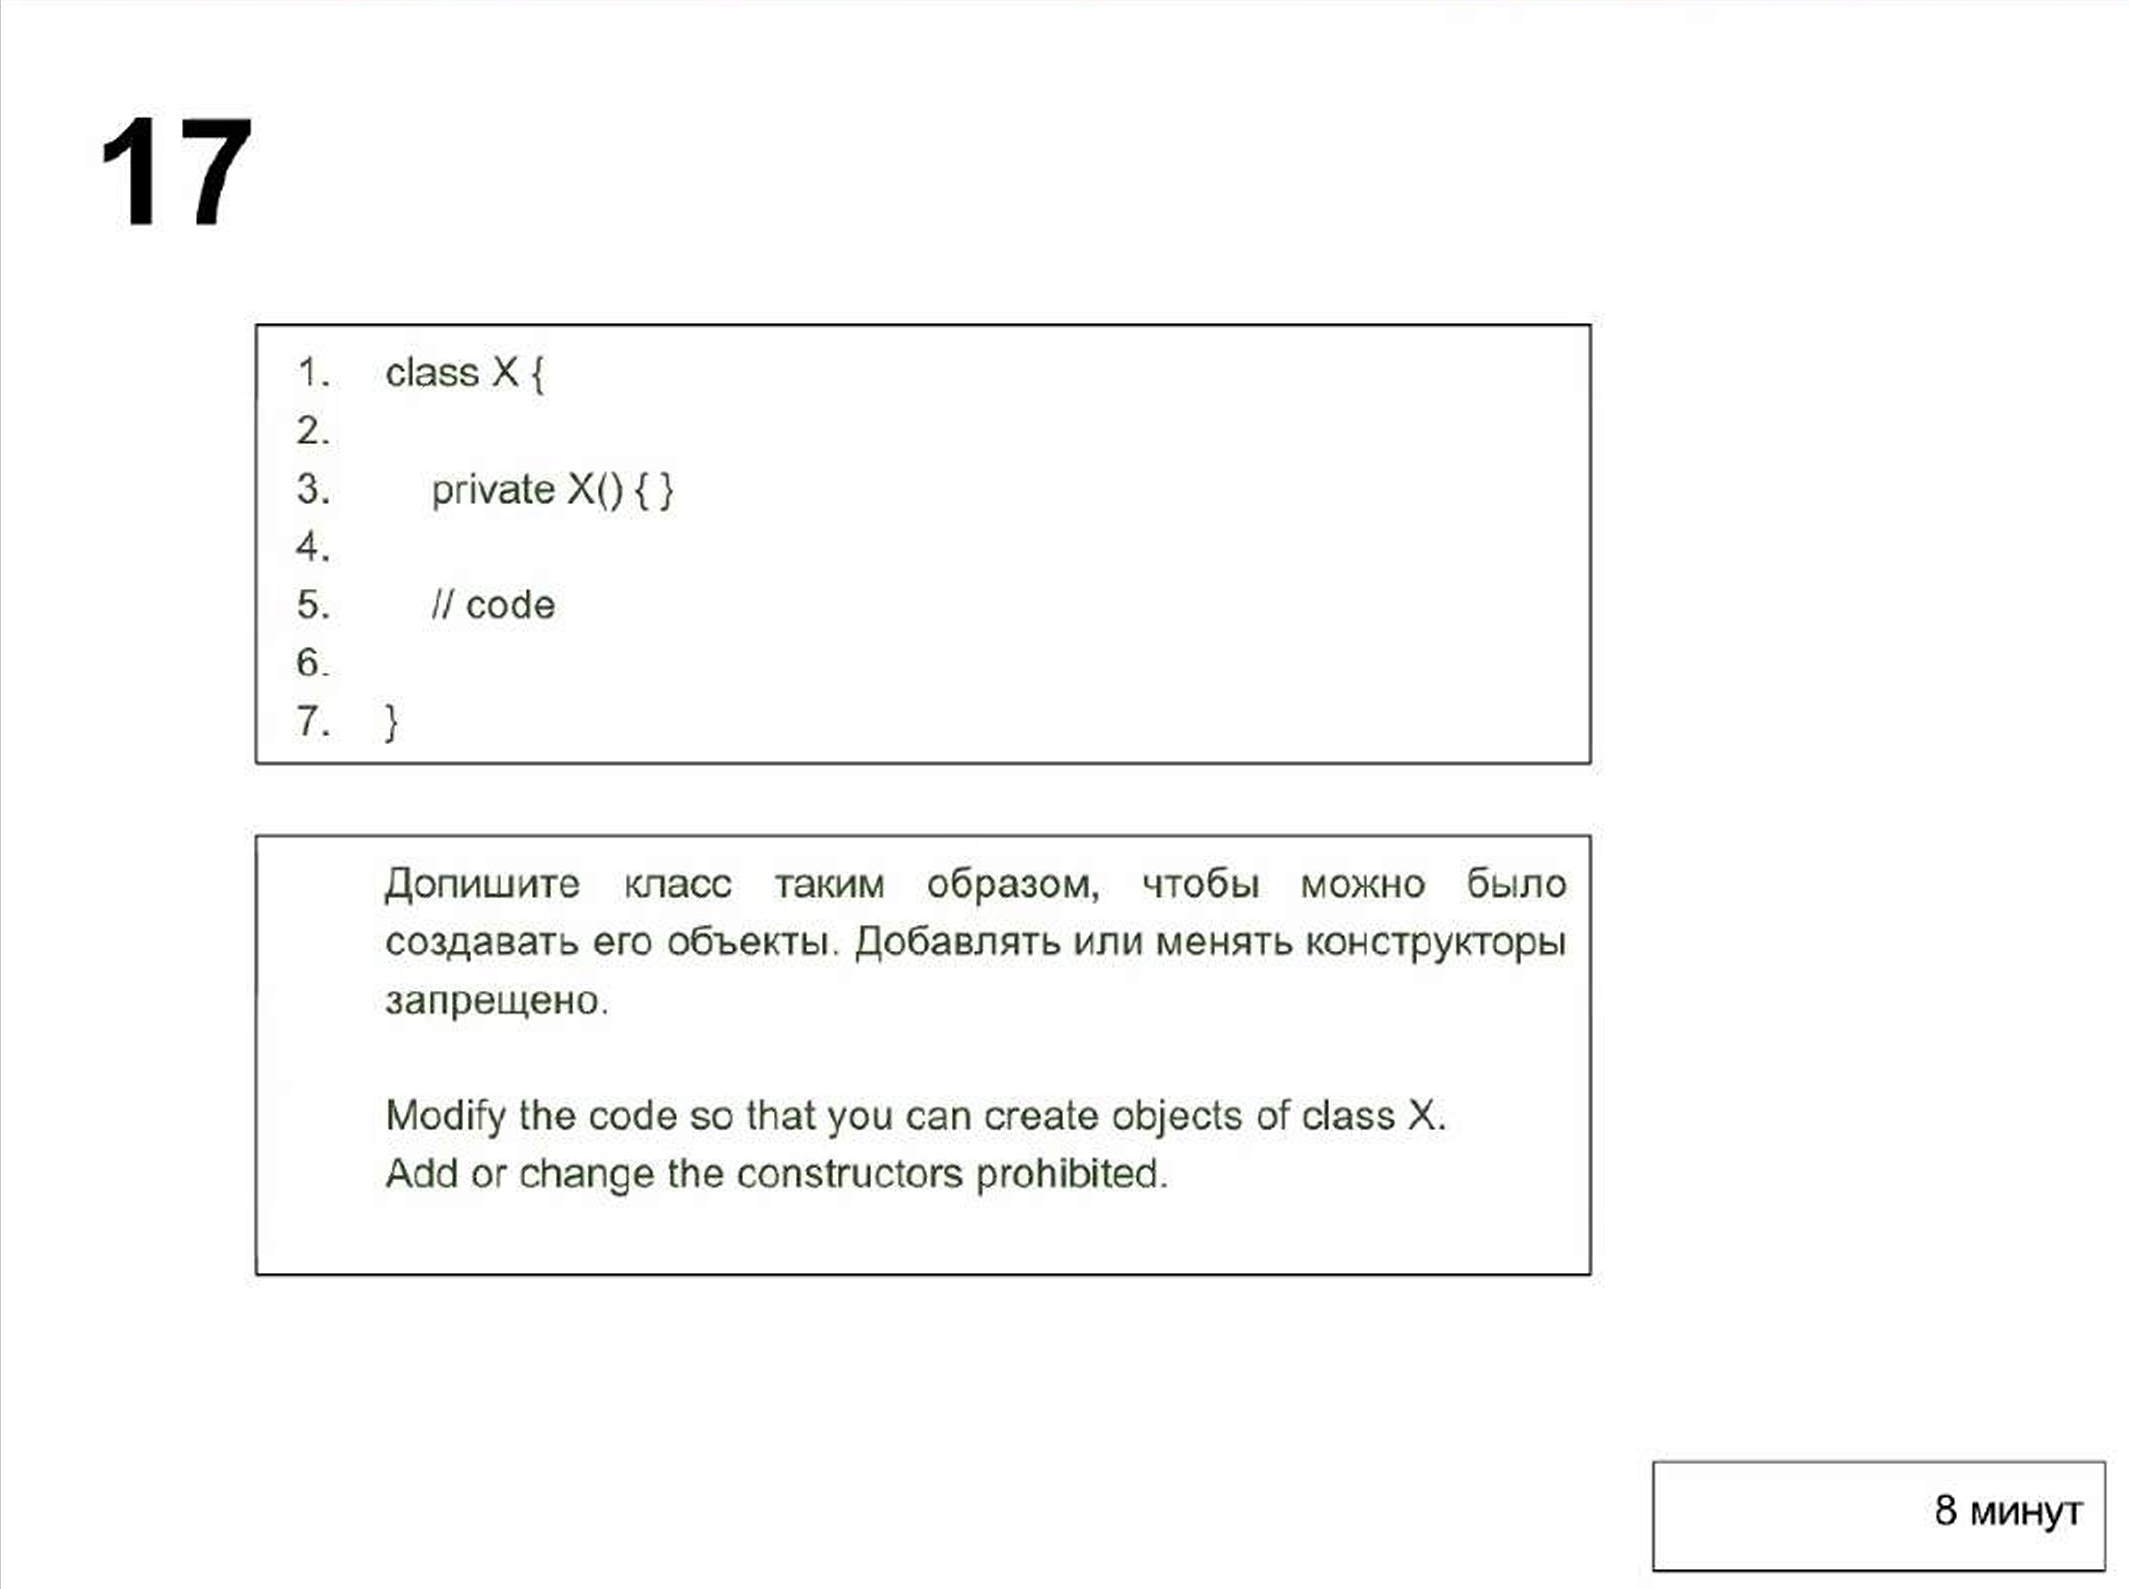 17
1. class X {
2.
3. private X() { }
4.
5. // code
6.
7. }
Допишите класс таким образом, чтобы можно было
создавать его объекты. Добавлять или менять конструкторы
запрещено.
Modify the code so that you can create objects of class X.
Add or change the constructors prohibited.
8 минут